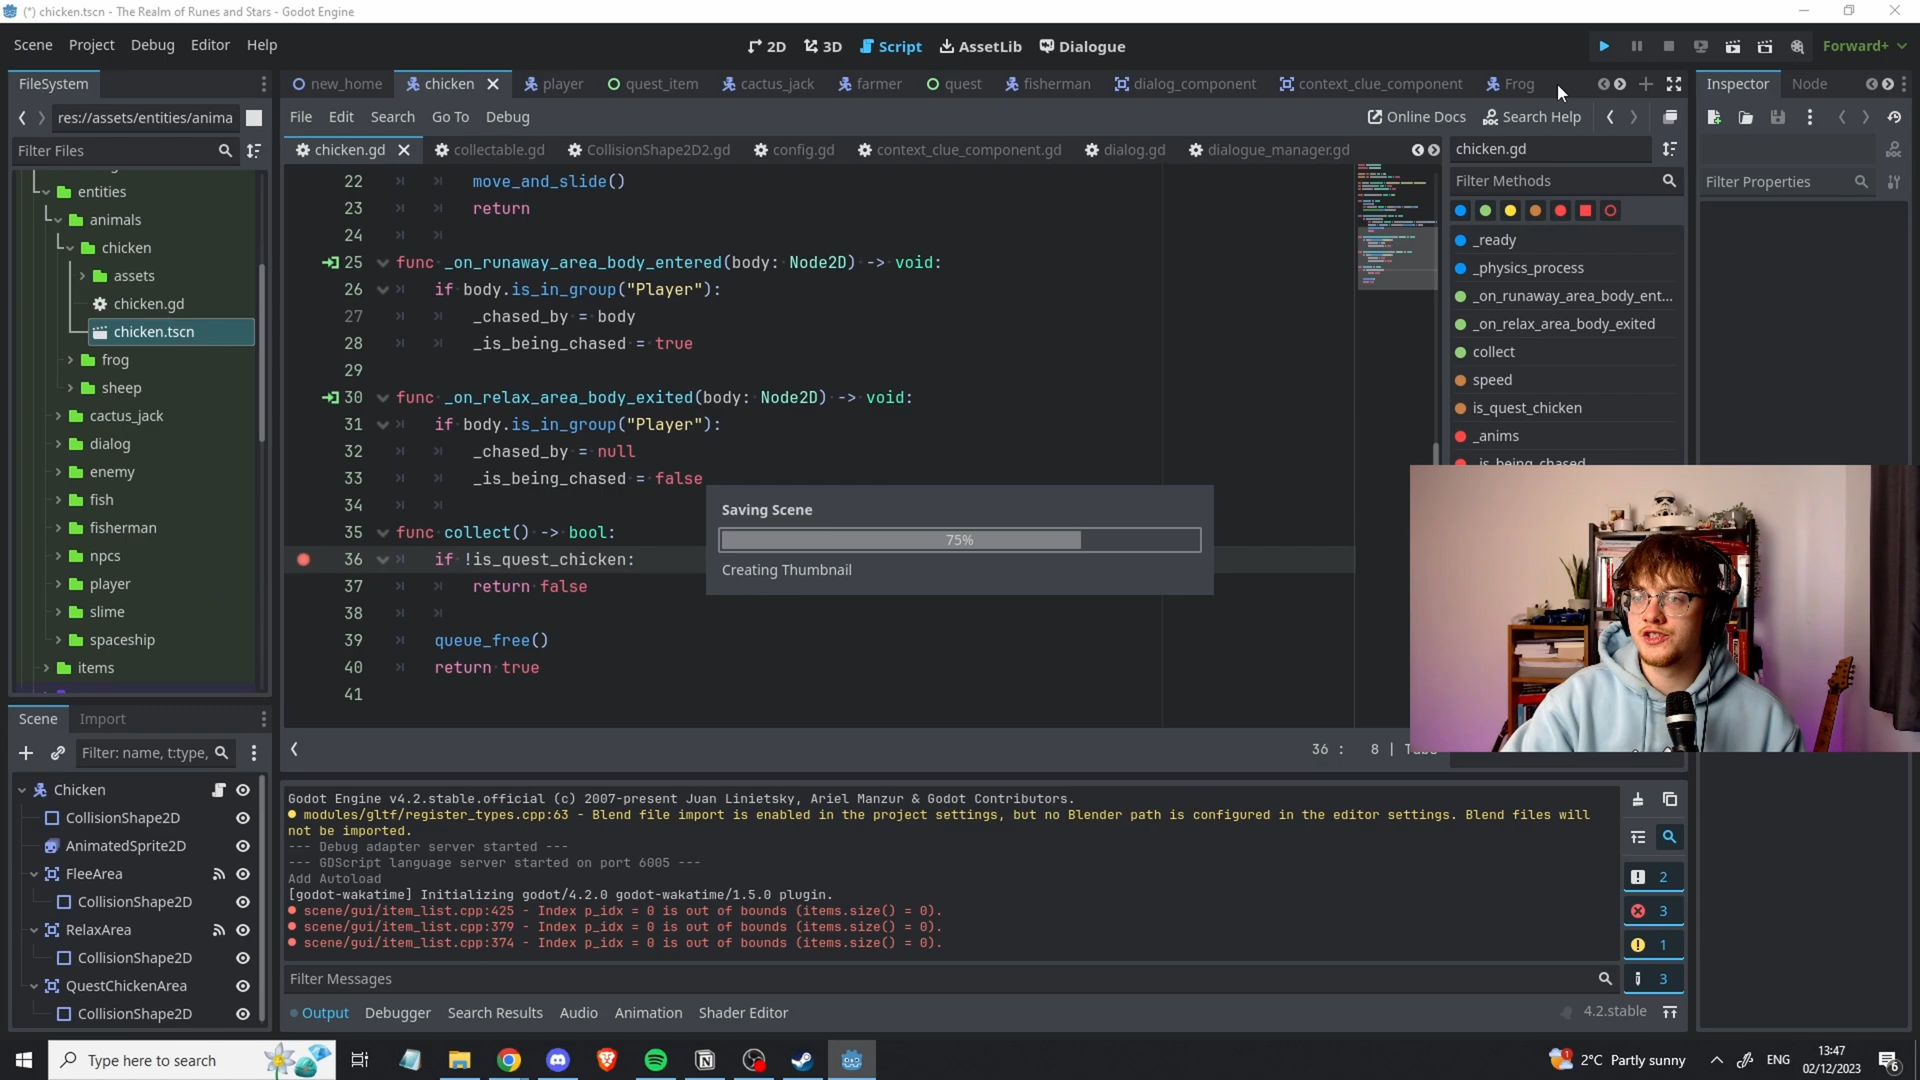 (*) chicken.tscn - The Realm of Runes and Stars - Godot Engine
Scene Project Debug Editor Help
2D 3D Script AssetLib Dialogue
Forward+
FileSystem
new_home chicken player quest_item cactus_jack farmer quest fisherman dialog_component context_clue_component Frog
Inspector Node
res://assets/entities/anima
File Edit Search Go To Debug
Online Docs Search Help
Filter Files
chicken.gd collectable.gd CollisionShape2D2.gd config.gd context_clue_component.gd dialog.gd dialogue_manager.gd
chicken.gd
Filter Methods
Filter Properties
entities
animals
chicken
assets
chicken.gd
chicken.tscn
frog
sheep
cactus_jack
dialog
enemy
fish
fisherman
npcs
player
slime
spaceship
items
22 move_and_slide()
23 return
24
25 func _on_runaway_area_body_entered(body: Node2D) -> void:
26 if body.is_in_group("Player"):
27 _chased_by = body
28 _is_being_chased = true
29
30 func _on_relax_area_body_exited(body: Node2D) -> void:
31 if body.is_in_group("Player"):
32 _chased_by = null
33 _is_being_chased = false
34
35 func collect() -> bool:
36 if !is_quest_chicken:
37 return false
38
39 queue_free()
40 return true
41
_ready
_physics_process
_on_runaway_area_body_ent...
_on_relax_area_body_exited
collect
speed
is_quest_chicken
_anims
_is_being_chased
Saving Scene
75%
Creating Thumbnail
36 : 8 |
Scene Import
Filter: name, t:type,
Chicken
CollisionShape2D
AnimatedSprite2D
FleeArea
CollisionShape2D
RelaxArea
CollisionShape2D
QuestChickenArea
CollisionShape2D
Godot Engine v4.2.stable.official (c) 2007-present Juan Linietsky, Ariel Manzur & Godot Contributors.
modules/gltf/register_types.cpp:63 - Blend file import is enabled in the project settings, but no Blender path is configured in the editor settings. Blend files will
not be imported.
--- Debug adapter server started ---
--- GDScript language server started on port 6005 ---
Add Autoload
[godot-wakatime] Initializing godot/4.2.0 godot-wakatime/1.5.0 plugin.
scene/gui/item_list.cpp:425 - Index p_idx = 0 is out of bounds (items.size() = 0).
scene/gui/item_list.cpp:379 - Index p_idx = 0 is out of bounds (items.size() = 0).
scene/gui/item_list.cpp:374 - Index p_idx = 0 is out of bounds (items.size() = 0).
2
3
1
3
Filter Messages
Output Debugger Search Results Audio Animation Shader Editor
4.2.stable
Type here to search
2°C Partly sunny
ENG
13:47
02/12/2023
6